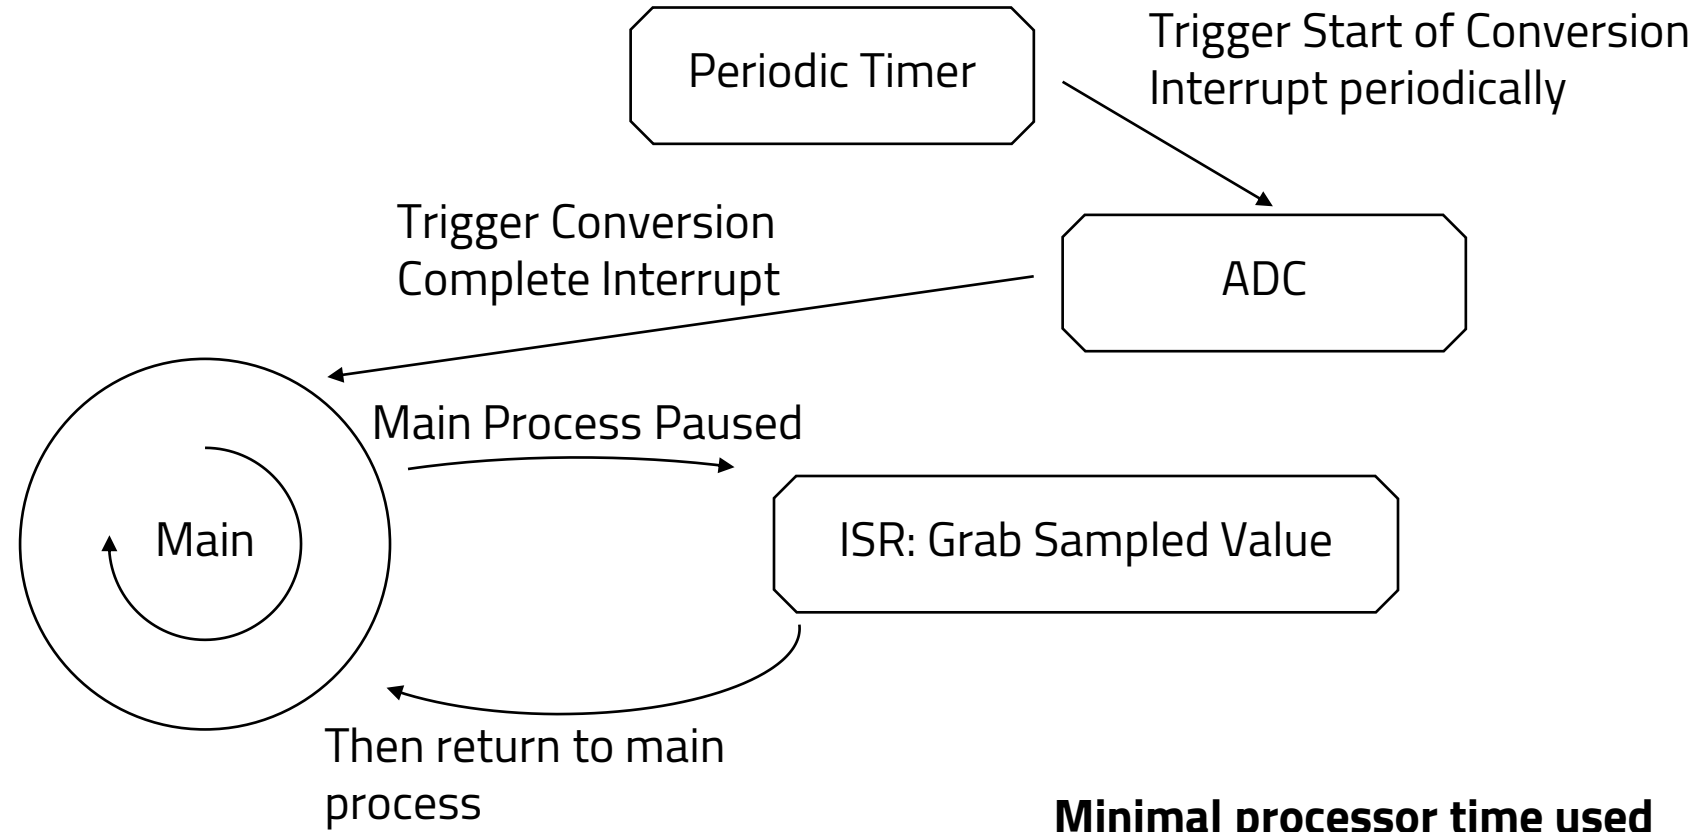 Periodic Timer
Trigger Start of Conversion
Interrupt periodically
Trigger Conversion
Complete Interrupt
ADC
Main Process Paused
Main
ISR: Grab Sampled Value
Then return to main
process
Minimal processor time used